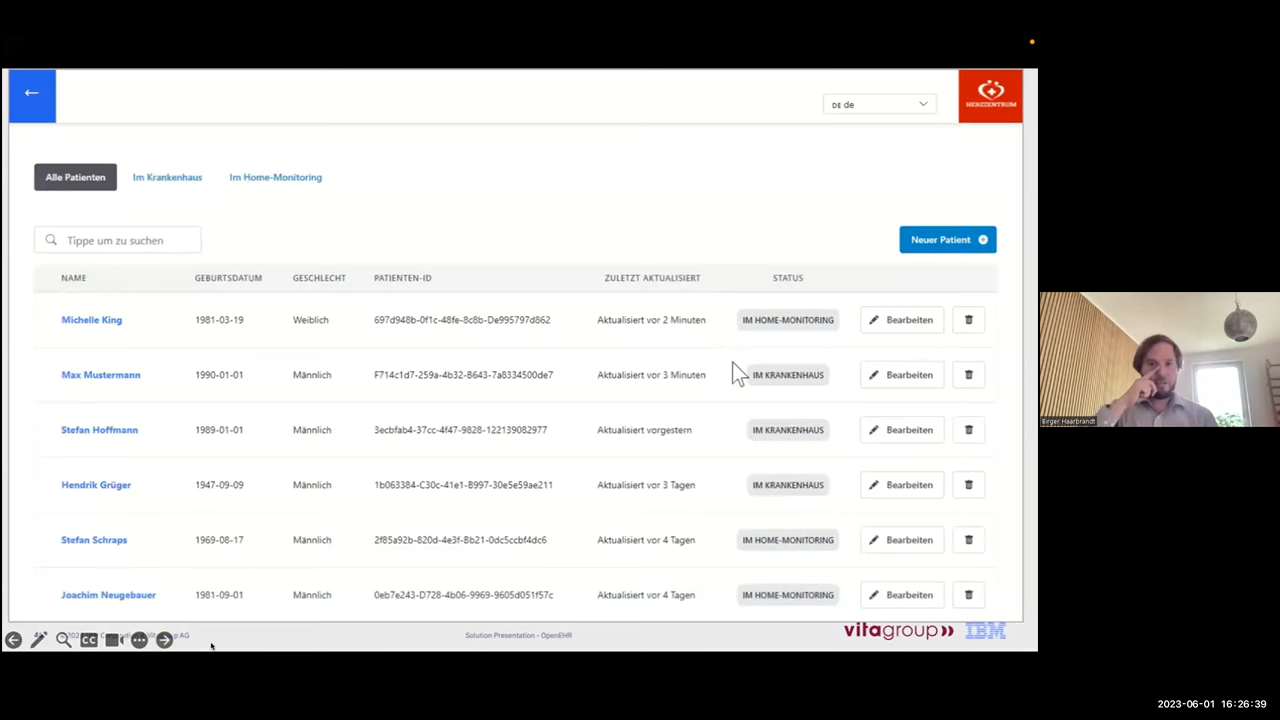 ←
DE de
HERZZENTRUM
Alle Patienten Im Krankenhaus Im Home-Monitoring
Tippe um zu suchen
Neuer Patient
NAME GEBURTSDATUM GESCHLECHT PATIENTEN-ID ZULETZT AKTUALISIERT STATUS
Michelle King 1981-03-19 Weiblich 697d948b-0f1c-48fe-8c8b-De995797d862 Aktualisiert vor 2 Minuten IM HOME-MONITORING Bearbeiten
Max Mustermann 1990-01-01 Männlich F714c1d7-259a-4b32-8643-7a8334500de7 Aktualisiert vor 3 Minuten IM KRANKENHAUS Bearbeiten
Stefan Hoffmann 1989-01-01 Männlich 3ecbfab4-37cc-4f47-9828-122139082977 Aktualisiert vorgestern IM KRANKENHAUS Bearbeiten
Hendrik Grüger 1947-09-09 Männlich 1b063384-C30c-41e1-B997-30e5e59ae211 Aktualisiert vor 3 Tagen IM KRANKENHAUS Bearbeiten
Stefan Schraps 1969-08-17 Männlich 2f85a92b-820d-4e3f-Bb21-0dc5ccbf4dc6 Aktualisiert vor 4 Tagen IM HOME-MONITORING Bearbeiten
Joachim Neugebauer 1981-09-01 Männlich 0eb7e243-D728-4b06-9969-9605d051f57c Aktualisiert vor 4 Tagen IM HOME-MONITORING Bearbeiten
CC AG Solution Presentation - OpenEHR vitagroup IBM
Birger Haarbrandt
2023-06-01 16:26:39